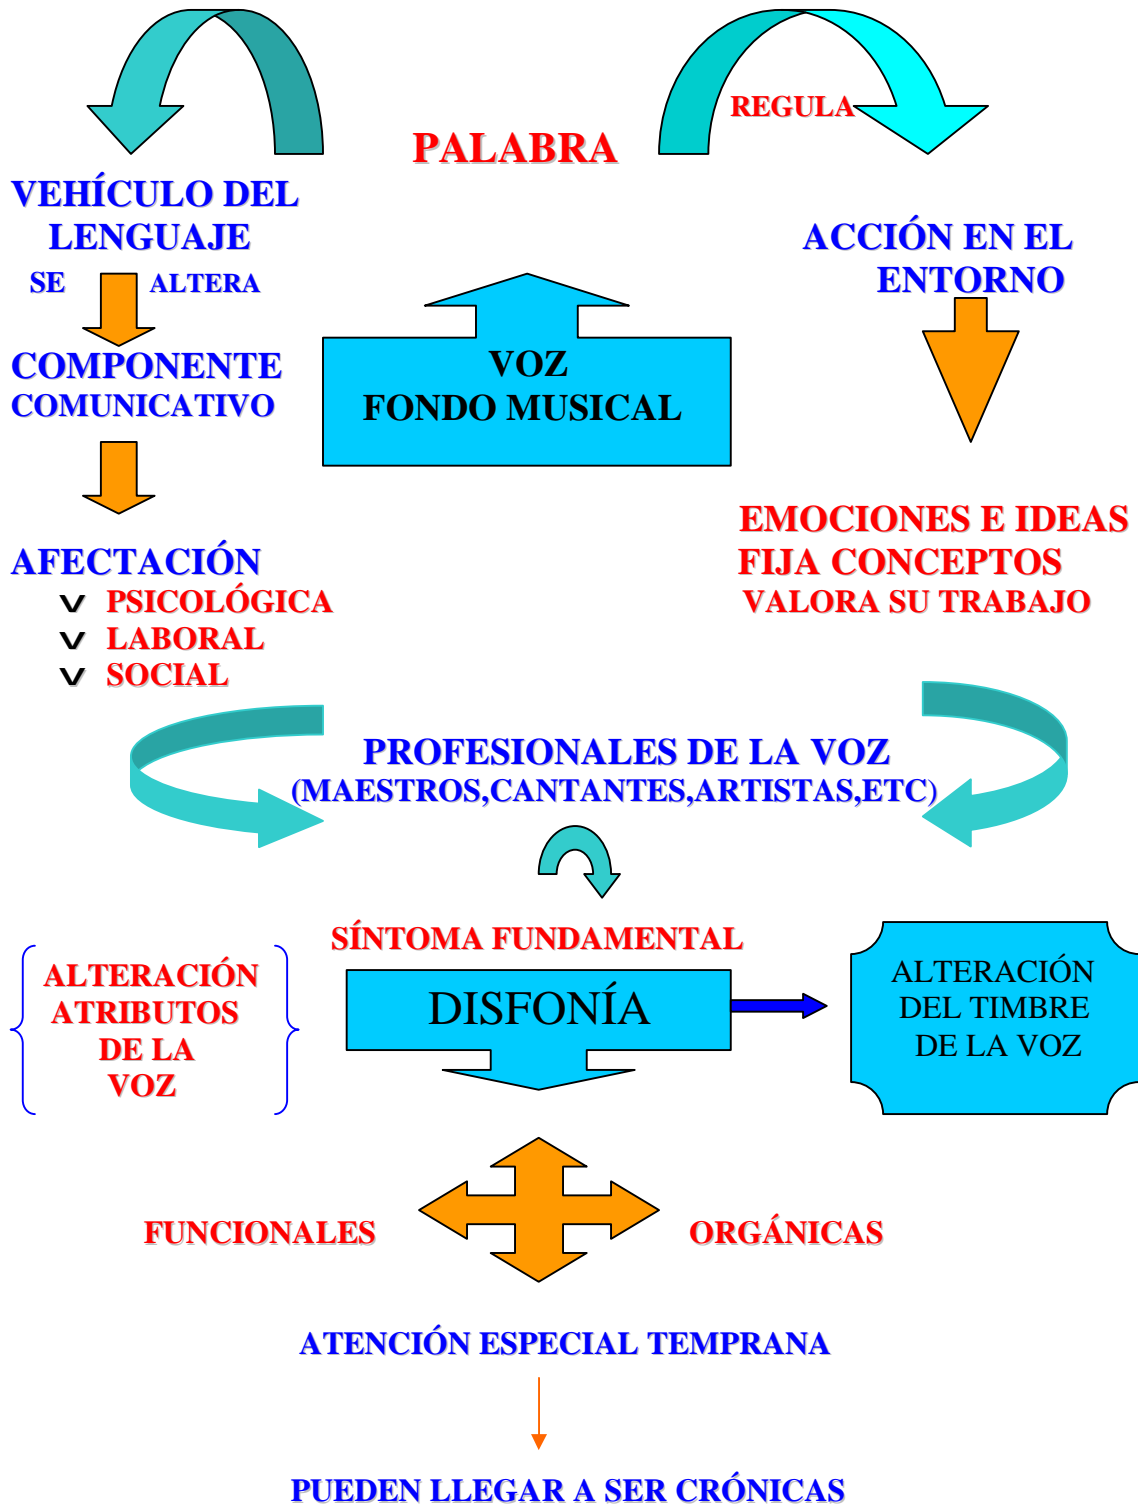 REGULA
PALABRA
VEHÍCULO DEL
LENGUAJE
SE ALTERA
COMPONENTE
COMUNICATIVO
AFECTACIÓN
PSICOLÓGICA
LABORAL
SOCIAL
VOZ
FONDO MUSICAL
ACCIÓN EN EL
ENTORNO
EMOCIONES E IDEAS
FIJA CONCEPTOS
VALORA SU TRABAJO
PROFESIONALES DE LA VOZ
(MAESTROS,CANTANTES,ARTISTAS,ETC)
SÍNTOMA FUNDAMENTAL
ALTERACIÓN
ATRIBUTOS
DE LA
VOZ
DISFONÍA
ALTERACIÓN
DEL TIMBRE
DE LA VOZ
FUNCIONALES
ORGÁNICAS
ATENCIÓN ESPECIAL TEMPRANA
PUEDEN LLEGAR A SER CRÓNICAS